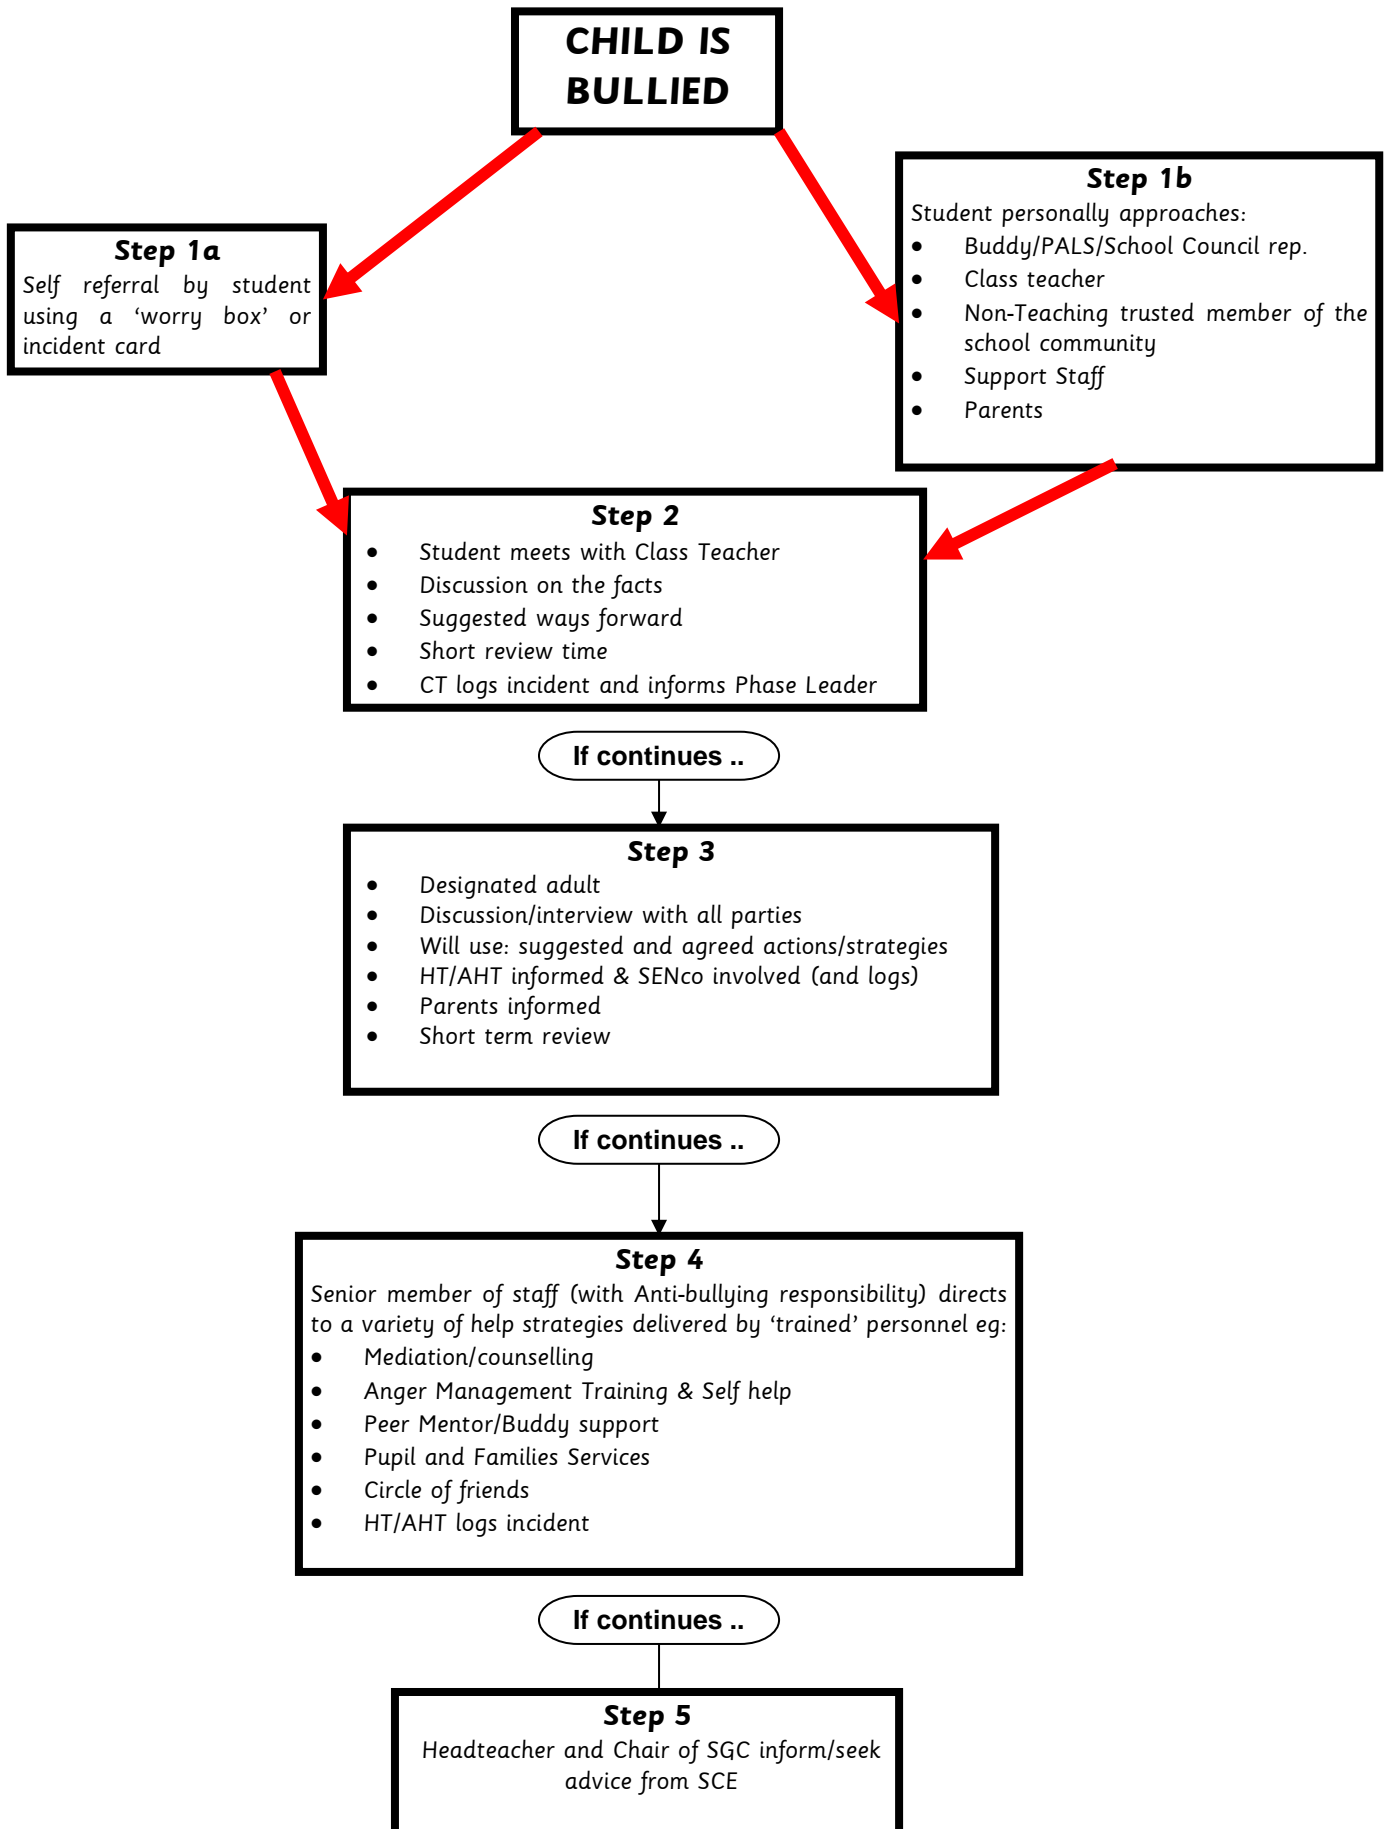 CHILD IS
BULLIED
Step 1a
Self referral by student
using a ‘worry box’ or
incident card
Step 1b
Student personally approaches:
• Buddy/PALS/School Council rep.
• Class teacher
• Non-Teaching trusted member of the
school community
• Support Staff
• Parents
Step 2
• Student meets with Class Teacher
• Discussion on the facts
• Suggested ways forward
• Short review time
• CT logs incident and informs Phase Leader
If continues ..
Step 3
• Designated adult
• Discussion/interview with all parties
• Will use: suggested and agreed actions/strategies
• HT/AHT informed & SENco involved (and logs)
• Parents informed
• Short term review
If continues ..
Step 4
Senior member of staff (with Anti-bullying responsibility) directs
to a variety of help strategies delivered by ‘trained’ personnel eg:
• Mediation/counselling
• Anger Management Training & Self help
• Peer Mentor/Buddy support
• Pupil and Families Services
• Circle of friends
• HT/AHT logs incident
If continues ..
Step 5
Headteacher and Chair of SGC inform/seek
advice from SCE